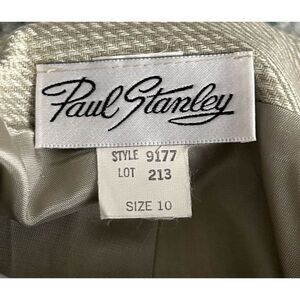 Paul Stanley
STYLE 9177
LOT 213
SIZE 10